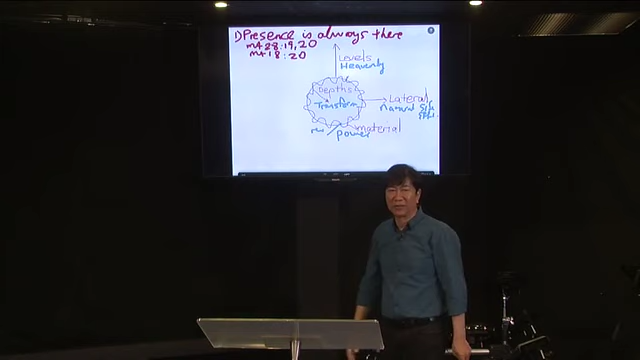 1) Presence is always there
mt 28:19,20
mt 18:20
Levels
Heavenly
Depths
Transform
Lateral
natural
material
power